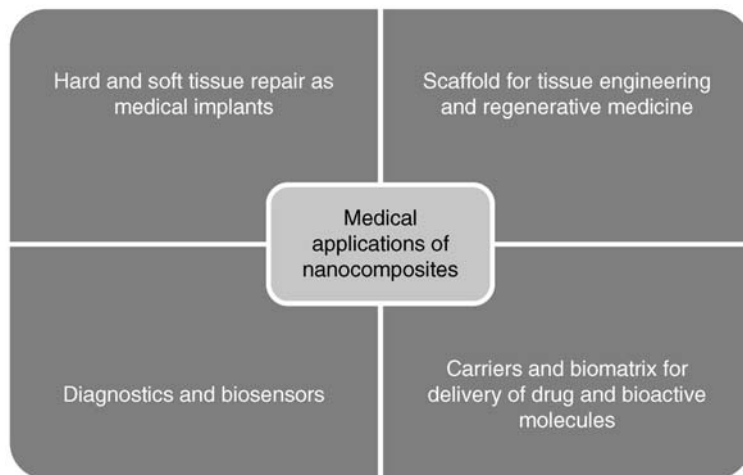 Hard and soft tissue repair as
medical implants
Scaffold for tissue engineering
and regenerative medicine
Medical
applications of
nanocomposites
Diagnostics and biosensors
Carriers and biomatrix for
delivery of drug and bioactive
molecules